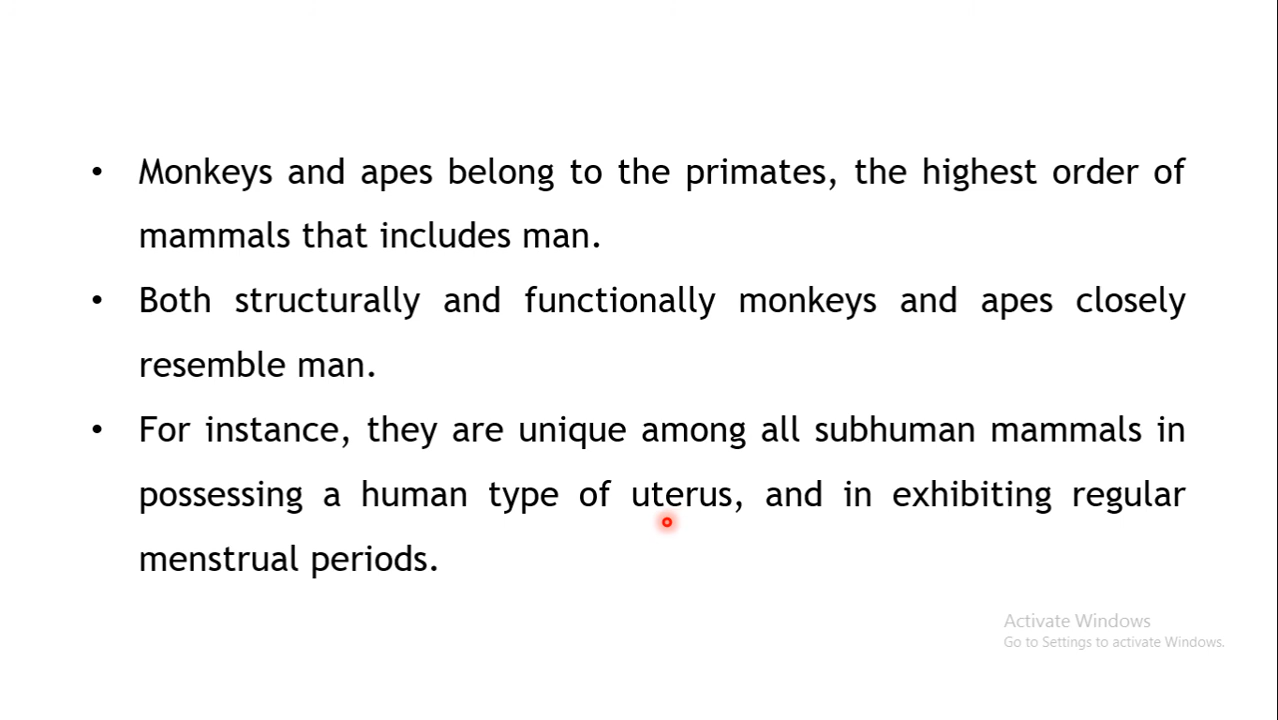 • Monkeys and apes belong to the primates, the highest order of
mammals that includes man.
• Both structurally and functionally monkeys and apes closely
resemble man.
• For instance, they are unique among all subhuman mammals in
possessing a human type of uterus, and in exhibiting regular
menstrual periods.
Activate Windows
Go to Settings to activate Windows.